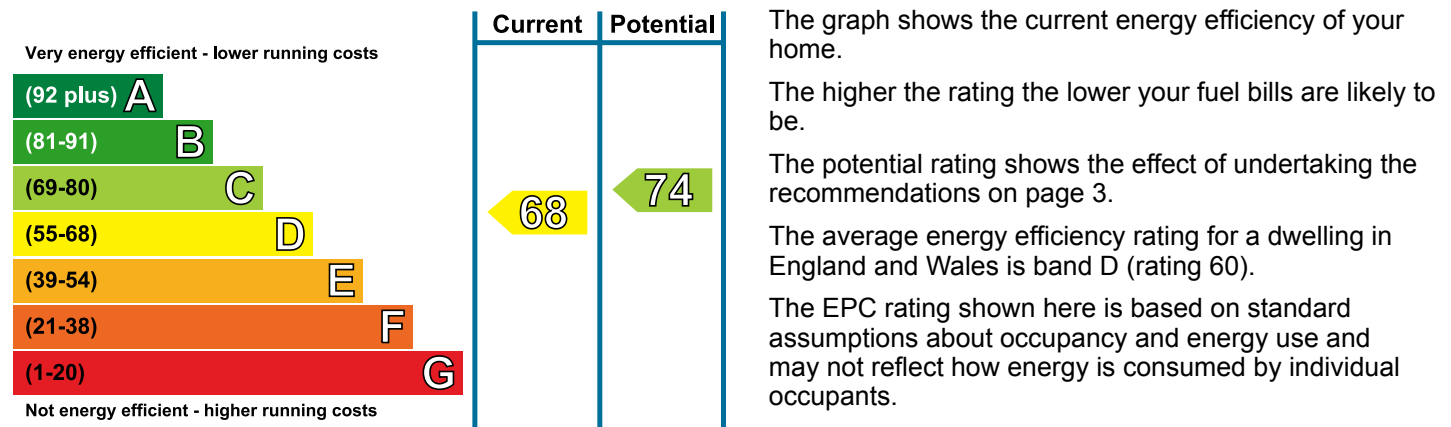 Current Potential
Very energy efficient - lower running costs
(92 plus) A
(81-91) B
(69-80) C
(55-68) D
(39-54) E
(21-38) F
(1-20) G
Not energy efficient - higher running costs
68
74
The graph shows the current energy efficiency of your
home.
The higher the rating the lower your fuel bills are likely to
be.
The potential rating shows the effect of undertaking the
recommendations on page 3.
The average energy efficiency rating for a dwelling in
England and Wales is band D (rating 60).
The EPC rating shown here is based on standard
assumptions about occupancy and energy use and
may not reflect how energy is consumed by individual
occupants.